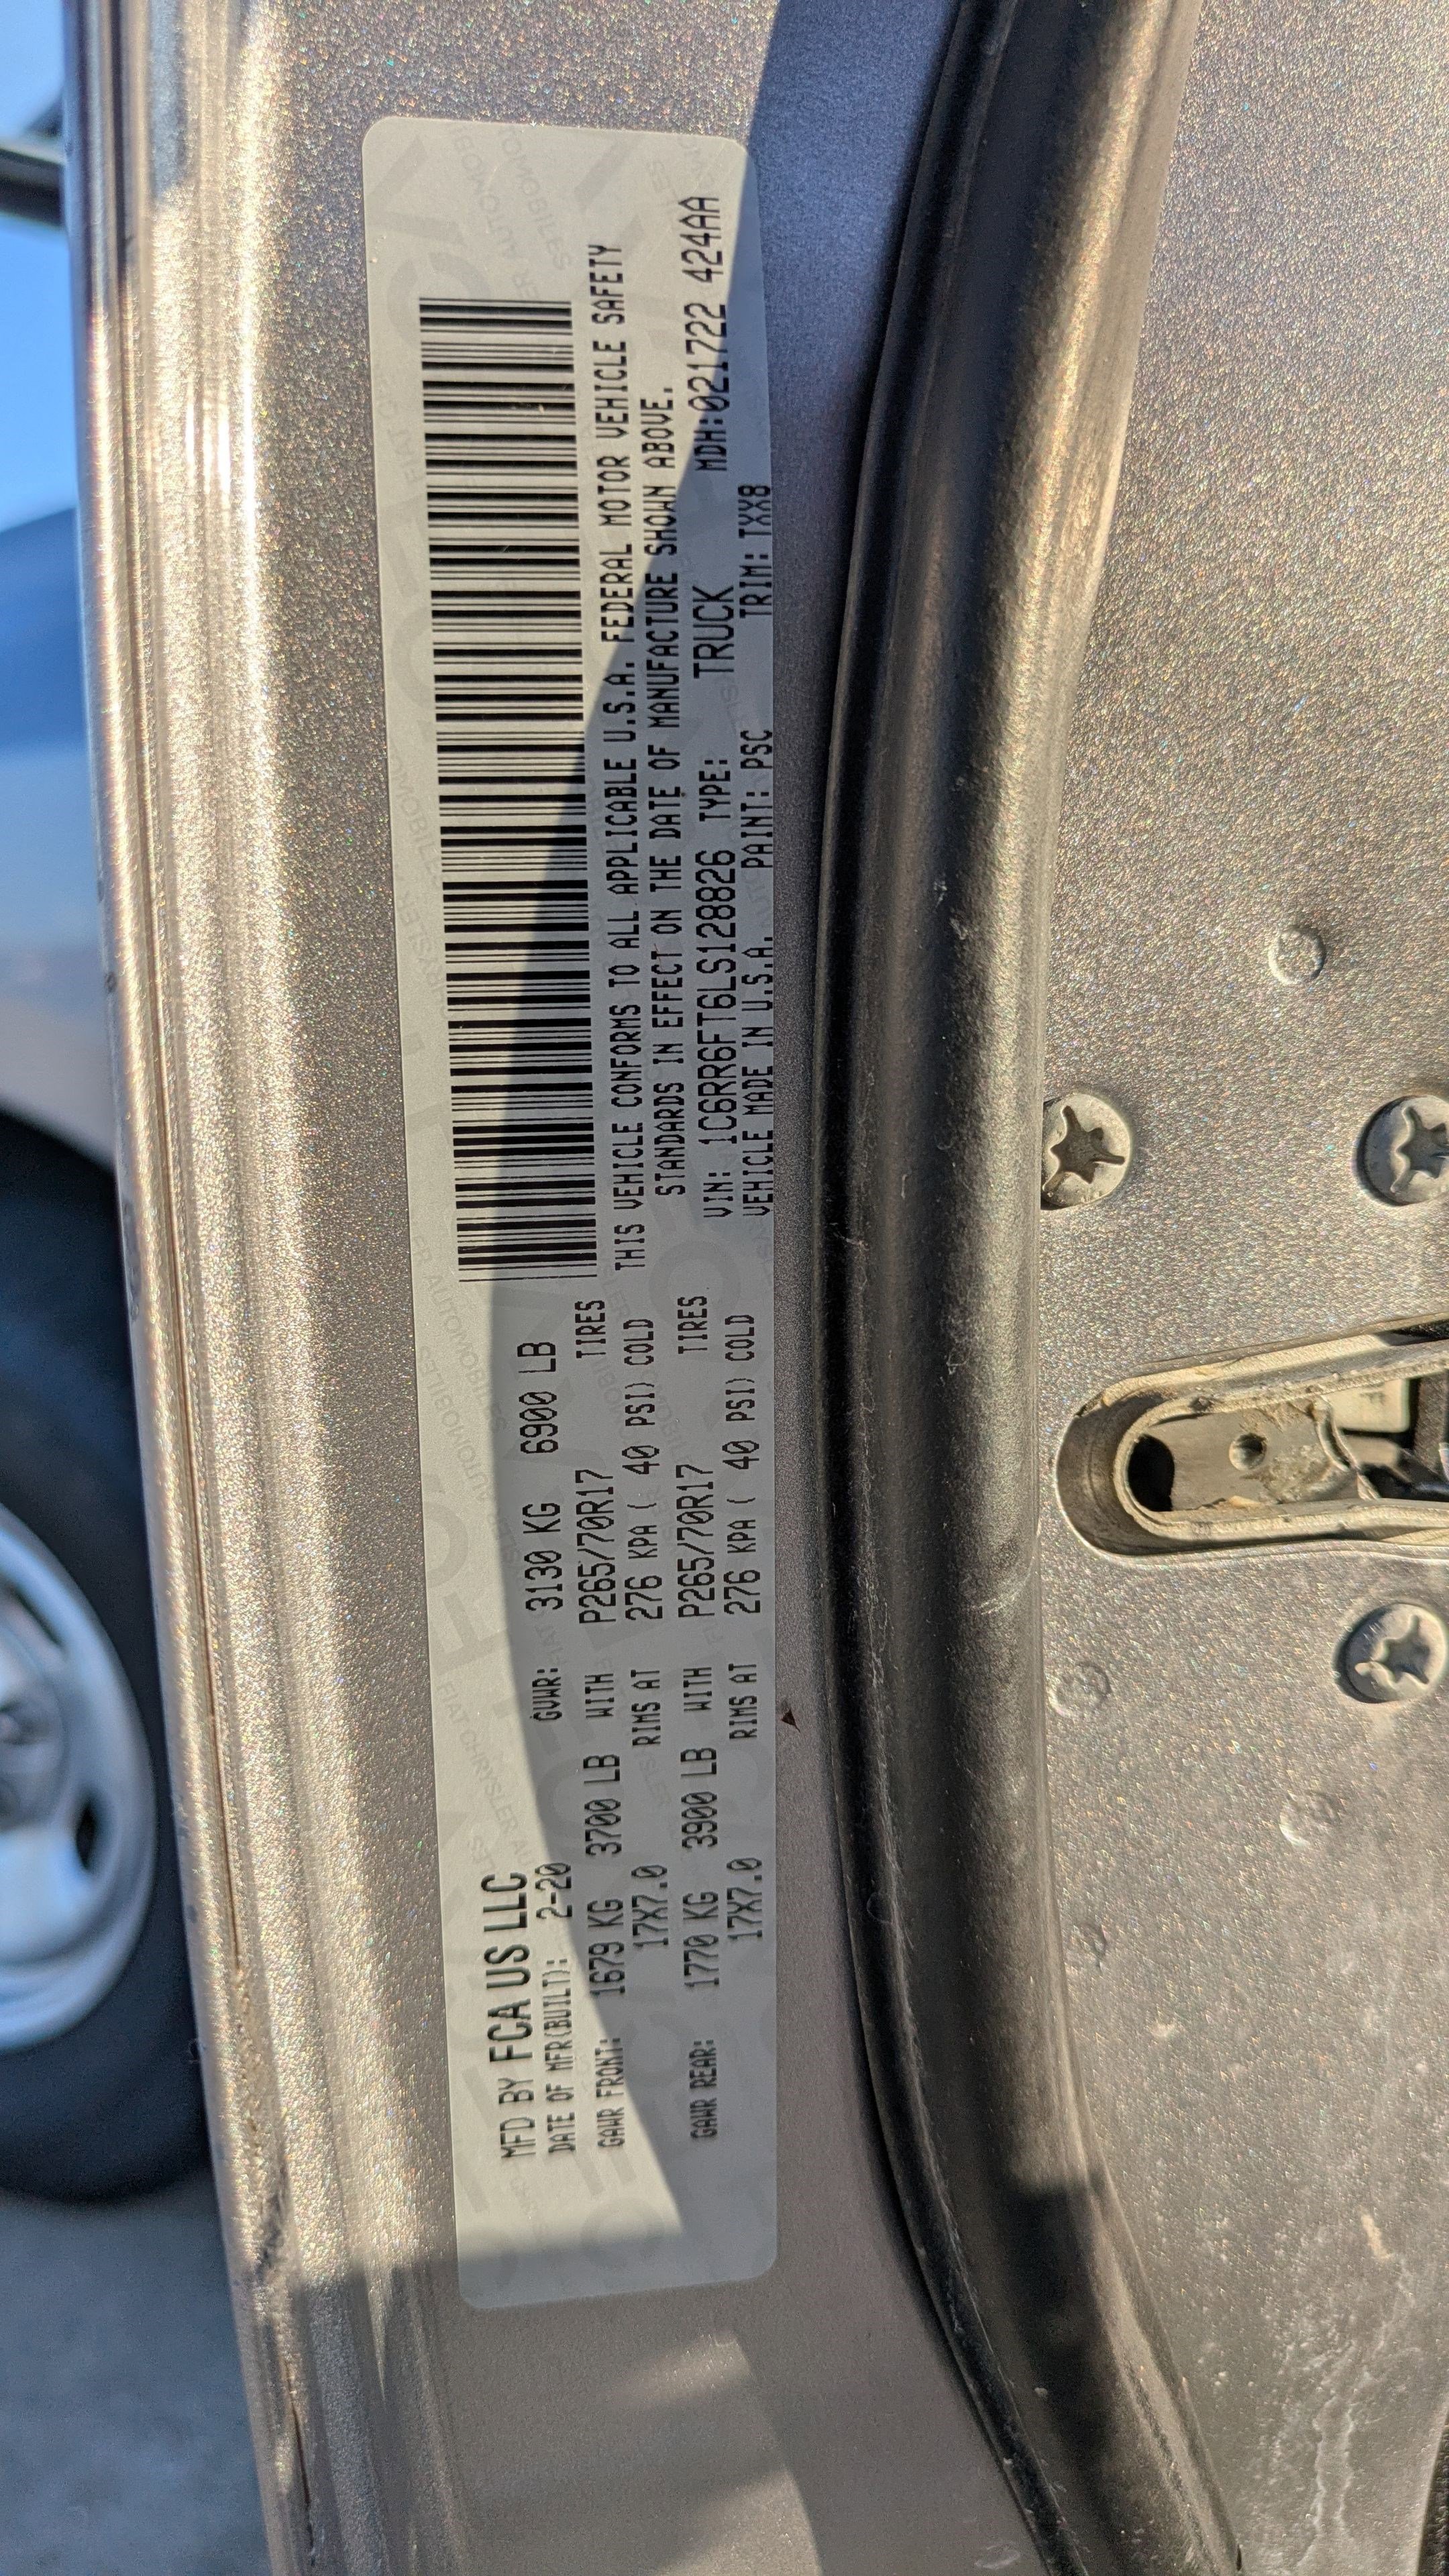 MFD BY FCA US LLC
DATE OF MFR(BUILT): 2-20 GVWR: 3130 KG 6900 LB
GAWR FRONT: 1679 KG 3700 LB WITH P265/70R17 TIRES
17X7.0 RIMS AT 276 KPA ( 40 PSI) COLD
GAWR REAR: 1770 KG 3900 LB WITH P265/70R17 TIRES
17X7.0 RIMS AT 276 KPA ( 40 PSI) COLD
THIS VEHICLE CONFORMS TO ALL APPLICABLE U.S.A. FEDERAL MOTOR VEHICLE SAFETY
STANDARDS IN EFFECT ON THE DATE OF MANUFACTURE SHOWN ABOVE.
VIN: 1C6RR6FT6LS128826 TYPE: TRUCK MDH:021722 424AA
VEHICLE MADE IN U.S.A. PAINT: PSC TRIM: TXX8